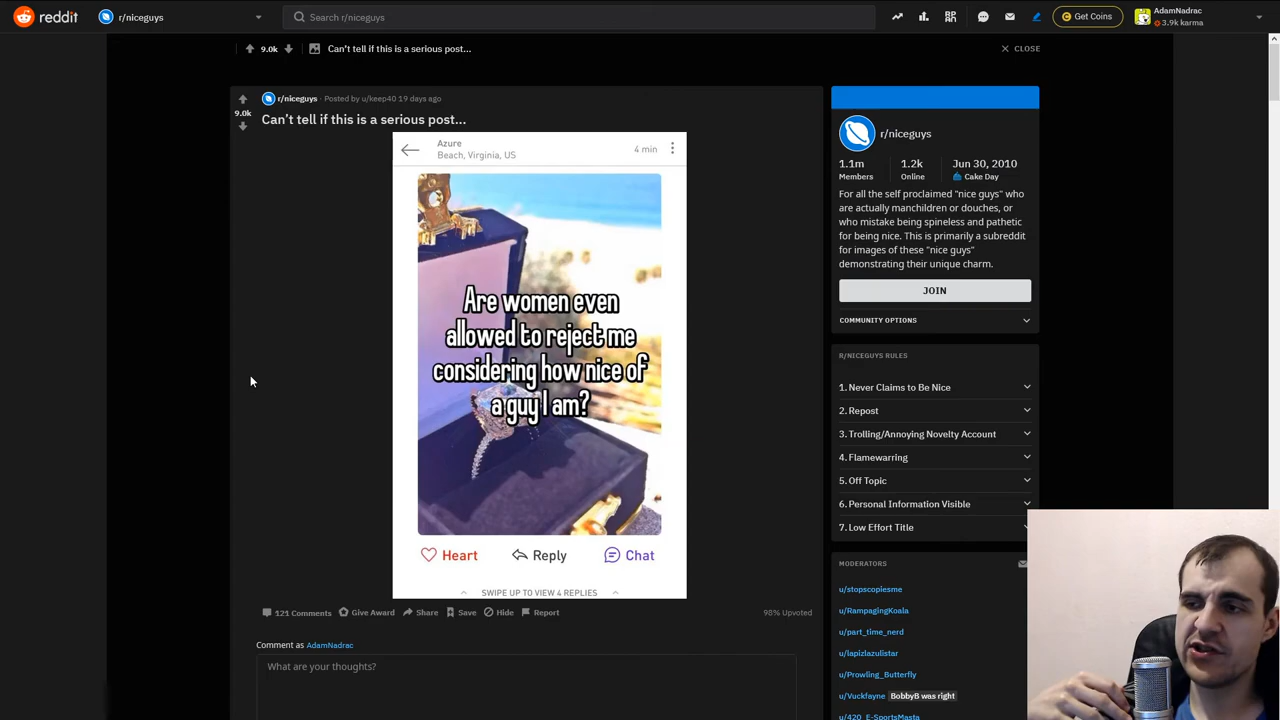 reddit
r/niceguys
Search r/niceguys
Get Coins
AdamNadrac
3.9k karma
9.0k
Can't tell if this is a serious post...
CLOSE
r/niceguys · Posted by u/keep40 19 days ago
9.0k
Can't tell if this is a serious post...
Azure
Beach, Virginia, US
4 min
Are women even
allowed to reject me
considering how nice of
a guy I am?
Heart
Reply
Chat
SWIPE UP TO VIEW 4 REPLIES
121 Comments
Give Award
Share
Save
Hide
Report
98% Upvoted
Comment as AdamNadrac
What are your thoughts?
r/niceguys
1.1m
Members
1.2k
Online
Jun 30, 2010
Cake Day
For all the self proclaimed "nice guys" who
are actually manchildren or douches, or
who mistake being spineless and pathetic
for being nice. This is primarily a subreddit
for images of these "nice guys"
demonstrating their unique charm.
JOIN
COMMUNITY OPTIONS
R/NICEGUYS RULES
1. Never Claims to Be Nice
2. Repost
3. Trolling/Annoying Novelty Account
4. Flamewarring
5. Off Topic
6. Personal Information Visible
7. Low Effort Title
MODERATORS
u/stopscopiesme
u/RampagingKoala
u/part_time_nerd
u/lapizlazulistar
u/Prowling_Butterfly
u/Vuckfayne BobbyB was right
u/420_E-SportsMasta